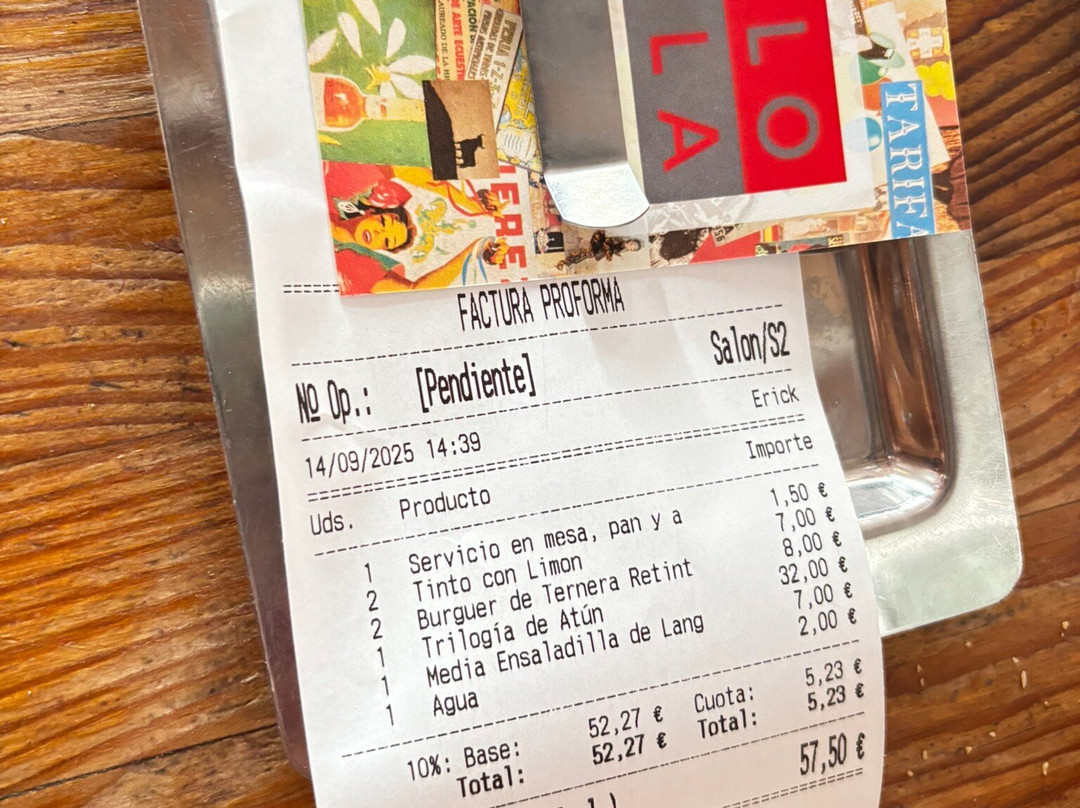 DE ARTE ECUEST
LO
LA
TARIFA
FACTURA PROFORMA
Nº Op.: [Pendiente] Salon/S2
14/09/2025 14:39 Erick
Uds. Producto Importe
1 Servicio en mesa, pan y a 1,50 €
2 Tinto con Limon 7,00 €
2 Burguer de Ternera Retint 8,00 €
1 Trilogía de Atún 32,00 €
1 Media Ensaladilla de Lang 7,00 €
1 Agua 2,00 €
10%: Base: 52,27 € Cuota: 5,23 €
Total: 52,27 € Total: 5,23 €
57,50 €